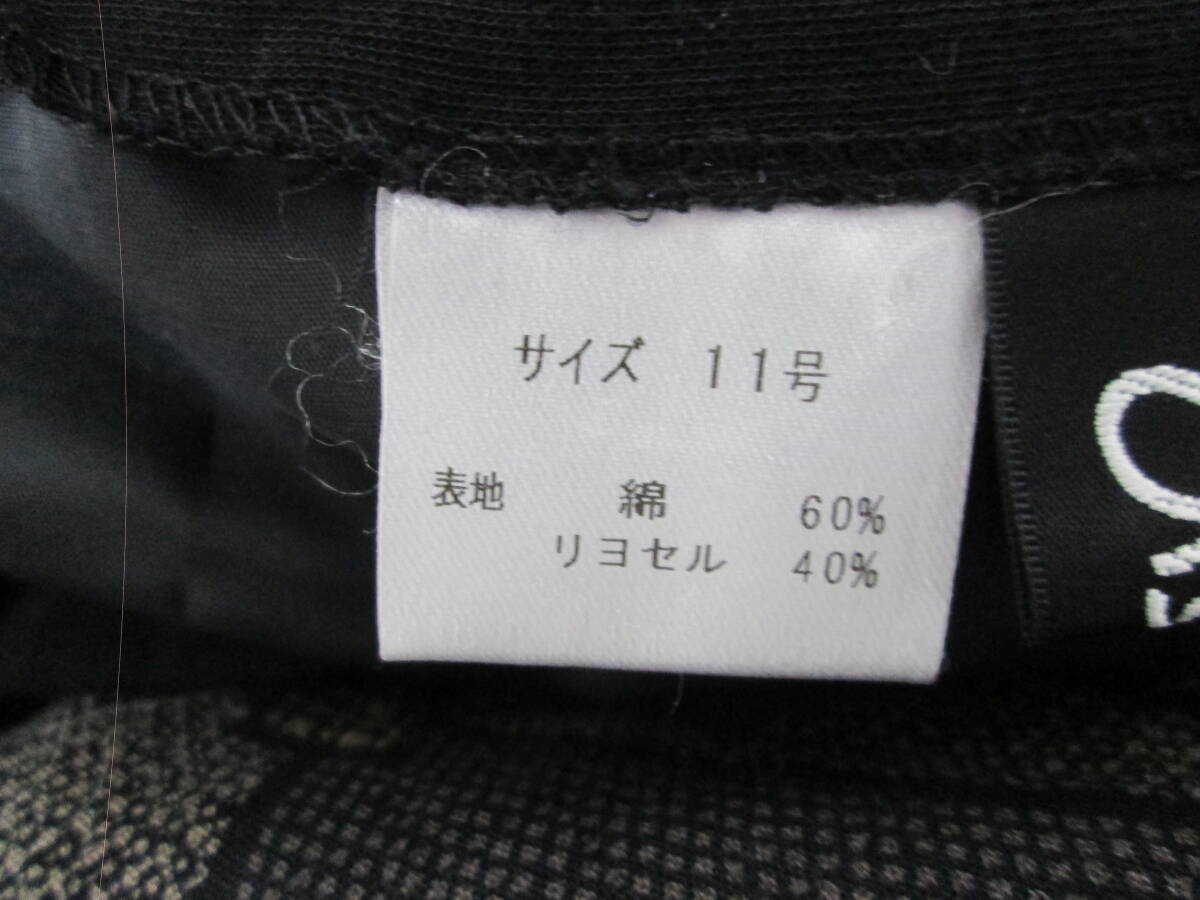 サイズ　11号
表地　綿　60%
リヨセル　40%